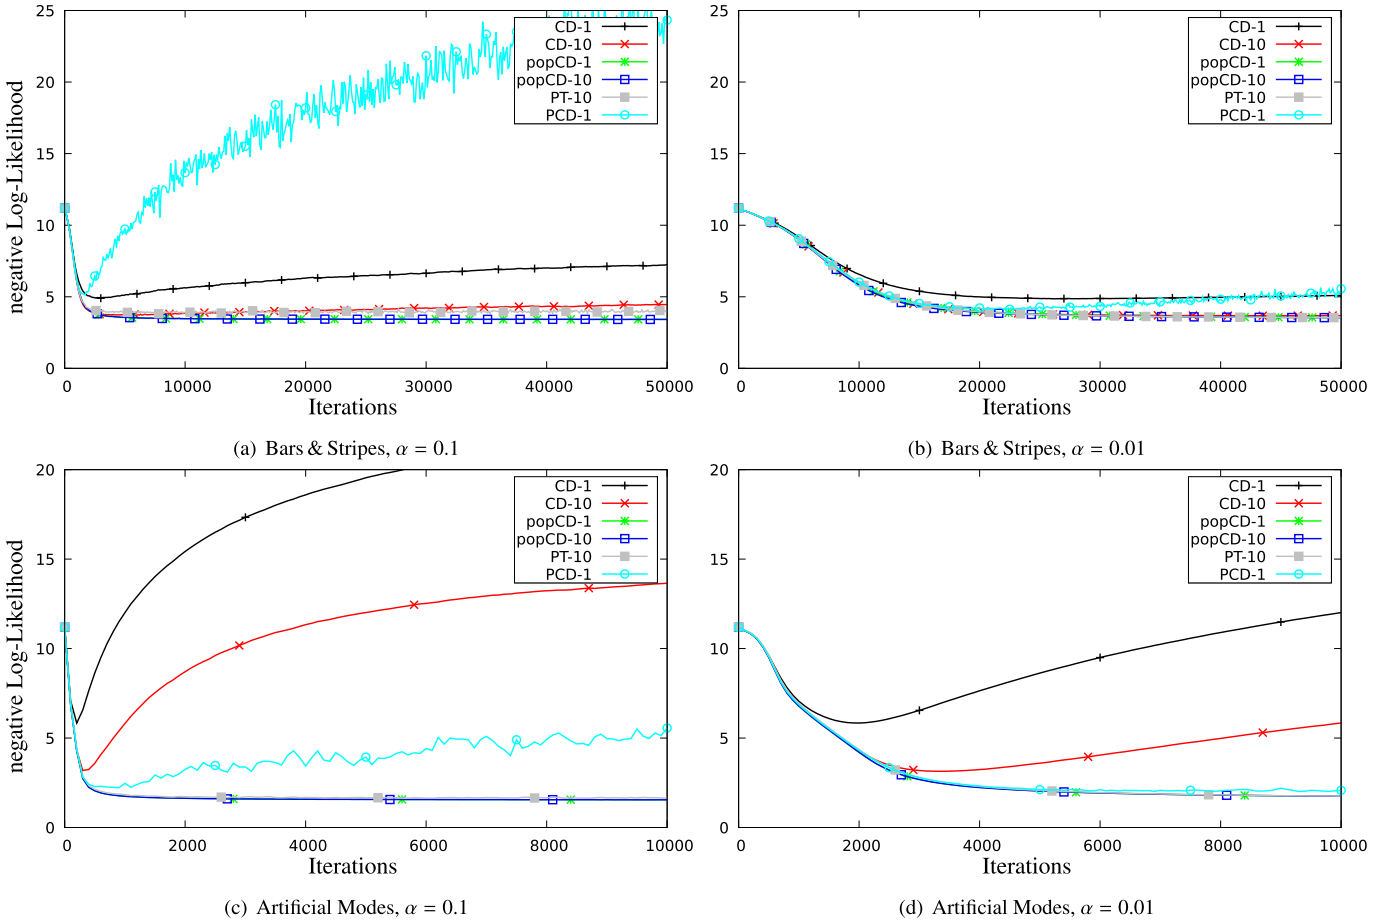 negative Log-Likelihood
25
20
15
10
5
0
0 10000 20000 30000 40000 50000
Iterations
CD-1
CD-10
popCD-1
popCD-10
PT-10
PCD-1
(a) Bars & Stripes, α = 0.1
25
20
15
10
5
0
0 10000 20000 30000 40000 50000
Iterations
CD-1
CD-10
popCD-1
popCD-10
PT-10
PCD-1
(b) Bars & Stripes, α = 0.01
negative Log-Likelihood
20
15
10
5
0
0 2000 4000 6000 8000 10000
Iterations
CD-1
CD-10
popCD-1
popCD-10
PT-10
PCD-1
(c) Artificial Modes, α = 0.1
20
15
10
5
0
0 2000 4000 6000 8000 10000
Iterations
CD-1
CD-10
popCD-1
popCD-10
PT-10
PCD-1
(d) Artificial Modes, α = 0.01